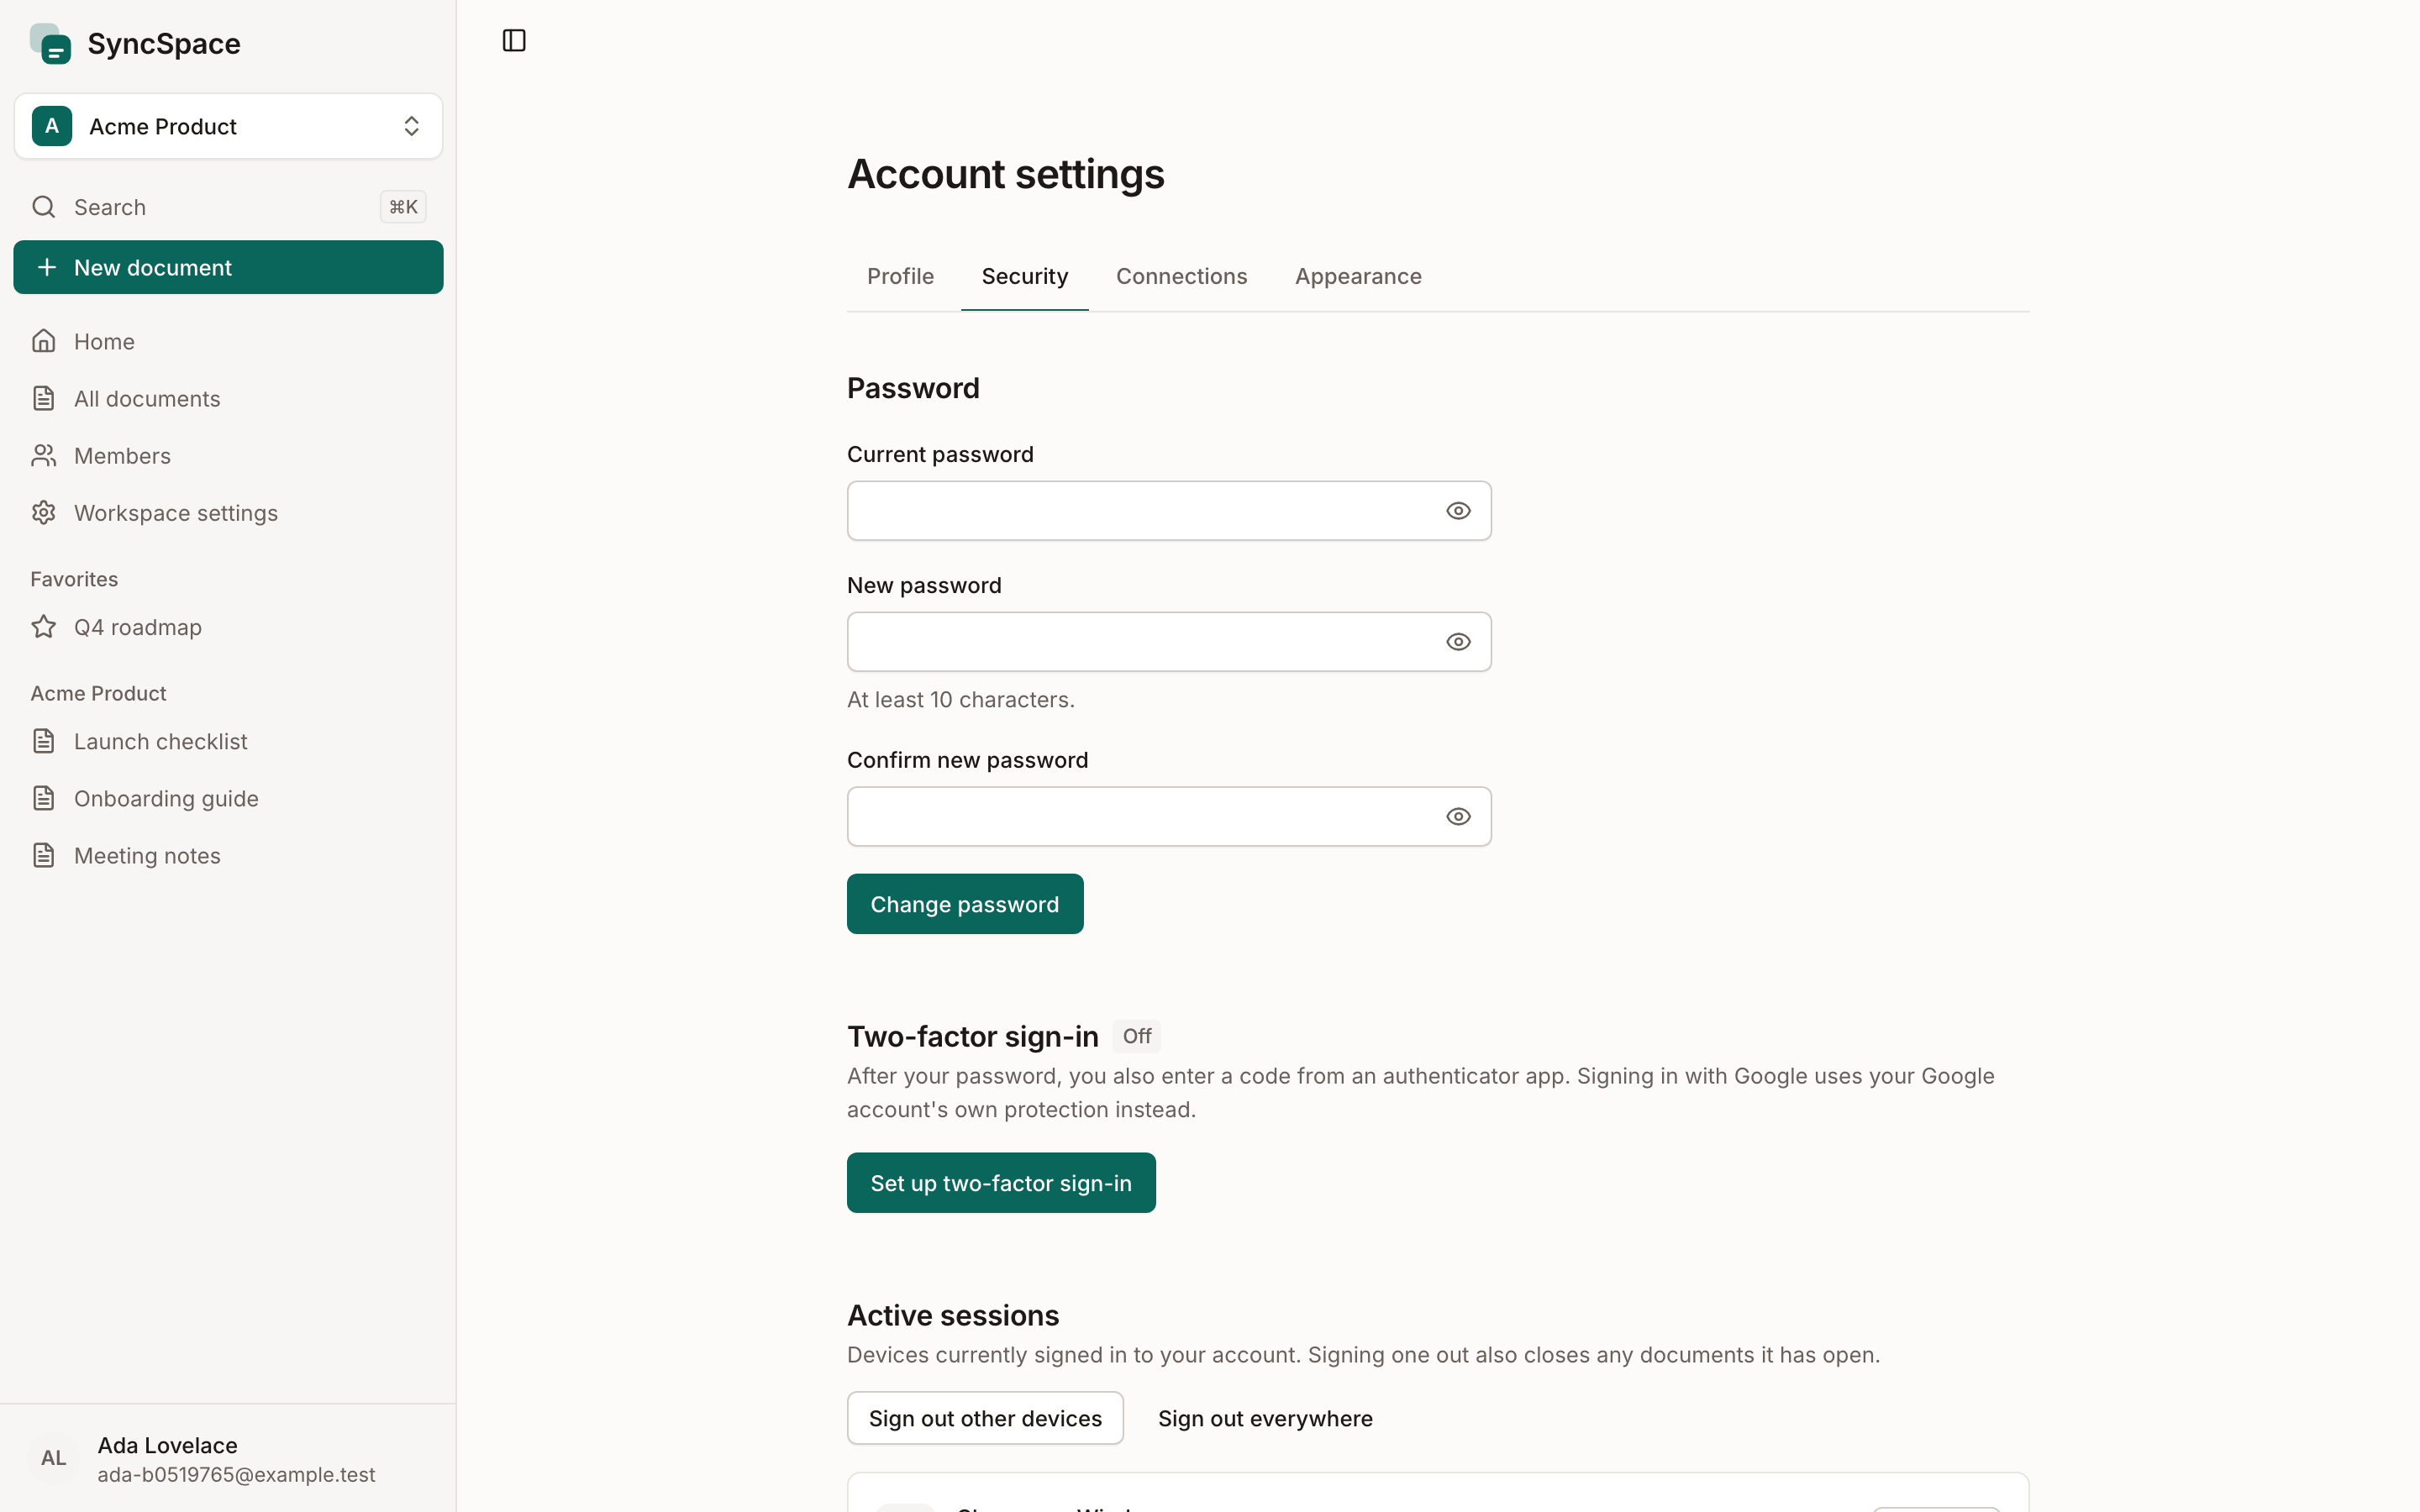 SyncSpace
A
Acme Product
Search
⌘K
New document
Home
All documents
Members
Workspace settings
Favorites
Q4 roadmap
Acme Product
Launch checklist
Onboarding guide
Meeting notes
AL
Ada Lovelace
ada-b0519765@example.test
Account settings
Profile
Security
Connections
Appearance
Password
Current password
New password
At least 10 characters.
Confirm new password
Change password
Two-factor sign-in
Off
After your password, you also enter a code from an authenticator app. Signing in with Google uses your Google
account's own protection instead.
Set up two-factor sign-in
Active sessions
Devices currently signed in to your account. Signing one out also closes any documents it has open.
Sign out other devices
Sign out everywhere